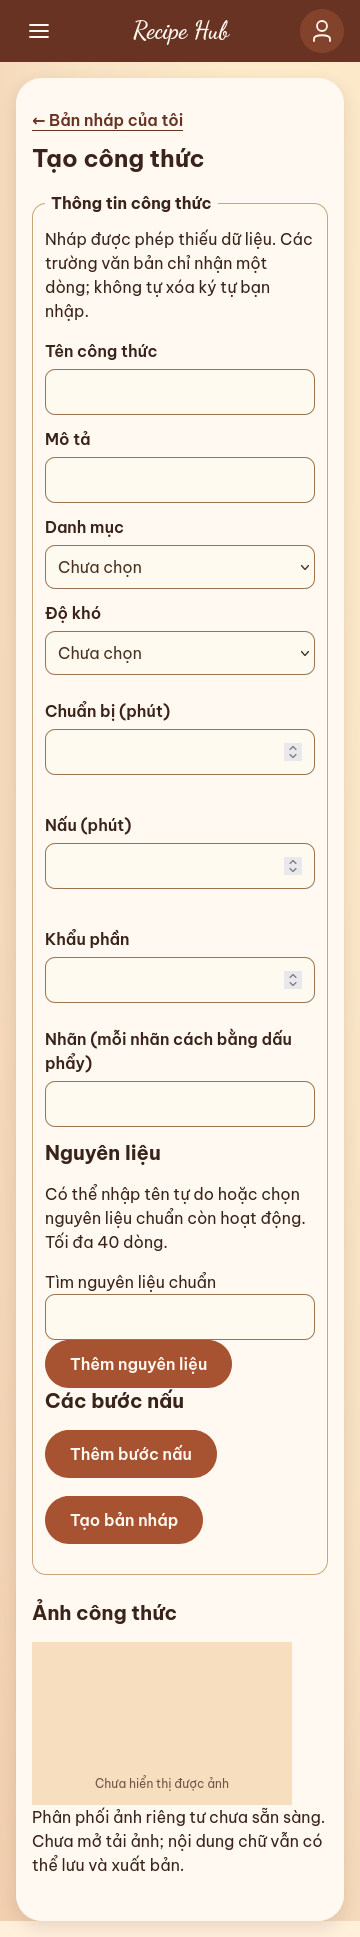 Recipe Hub
← Bản nháp của tôi
Tạo công thức
Thông tin công thức
Nháp được phép thiếu dữ liệu. Các
trường văn bản chỉ nhận một
dòng; không tự xóa ký tự bạn
nhập.
Tên công thức
Mô tả
Danh mục
Chưa chọn
Độ khó
Chưa chọn
Chuẩn bị (phút)
Nấu (phút)
Khẩu phần
Nhãn (mỗi nhãn cách bằng dấu
phẩy)
Nguyên liệu
Có thể nhập tên tự do hoặc chọn
nguyên liệu chuẩn còn hoạt động.
Tối đa 40 dòng.
Tìm nguyên liệu chuẩn
Thêm nguyên liệu
Các bước nấu
Thêm bước nấu
Tạo bản nháp
Ảnh công thức
Chưa hiển thị được ảnh
Phân phối ảnh riêng tư chưa sẵn sàng.
Chưa mở tải ảnh; nội dung chữ vẫn có
thể lưu và xuất bản.